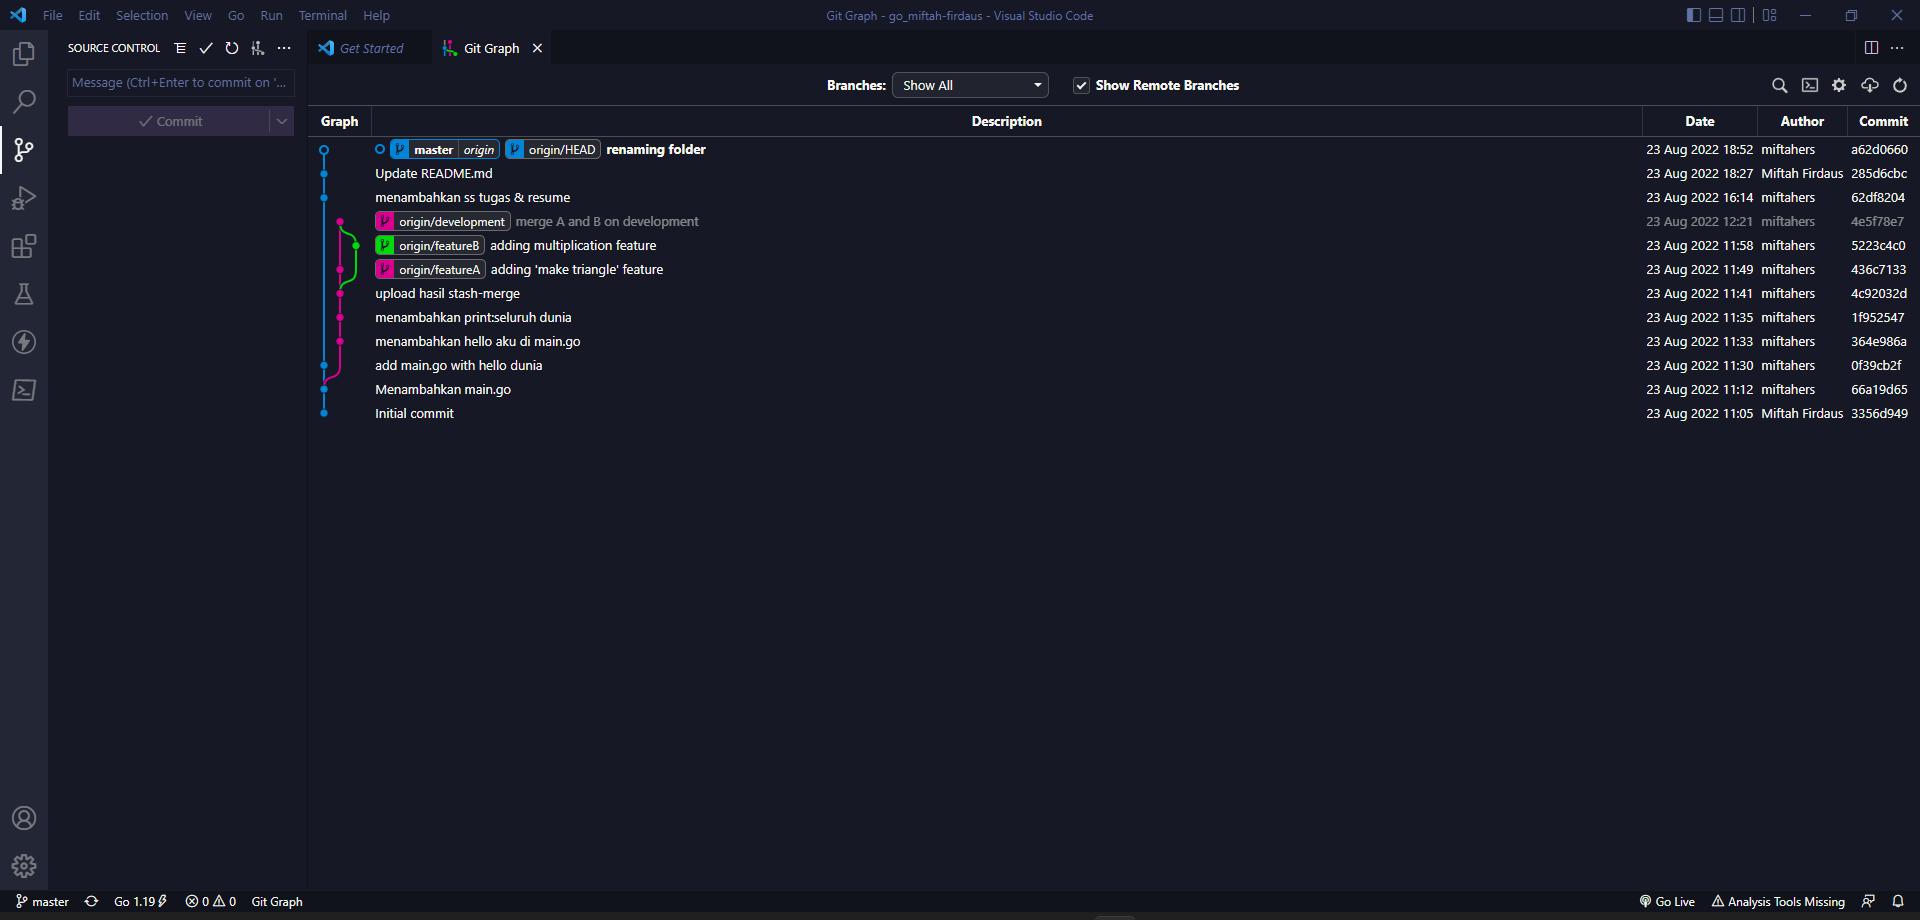 File Edit Selection View Go Run Terminal Help
Git Graph - go_miftah-firdaus - Visual Studio Code
SOURCE CONTROL
Message (Ctrl+Enter to commit on '...
Commit
Get Started
Git Graph
Branches: Show All
Show Remote Branches
Graph Description Date Author Commit
master origin origin/HEAD renaming folder 23 Aug 2022 18:52 miftahers a62d0660
Update README.md 23 Aug 2022 18:27 Miftah Firdaus 285d6cbc
menambahkan ss tugas & resume 23 Aug 2022 16:14 miftahers 62df8204
origin/development merge A and B on development 23 Aug 2022 12:21 miftahers 4e5f78e7
origin/featureB adding multiplication feature 23 Aug 2022 11:58 miftahers 5223c4c0
origin/featureA adding 'make triangle' feature 23 Aug 2022 11:49 miftahers 436c7133
upload hasil stash-merge 23 Aug 2022 11:41 miftahers 4c92032d
menambahkan print:seluruh dunia 23 Aug 2022 11:35 miftahers 1f952547
menambahkan hello aku di main.go 23 Aug 2022 11:33 miftahers 364e986a
add main.go with hello dunia 23 Aug 2022 11:30 miftahers 0f39cb2f
Menambahkan main.go 23 Aug 2022 11:12 miftahers 66a19d65
Initial commit 23 Aug 2022 11:05 Miftah Firdaus 3356d949
master Go 1.19 0 0 Git Graph Go Live Analysis Tools Missing